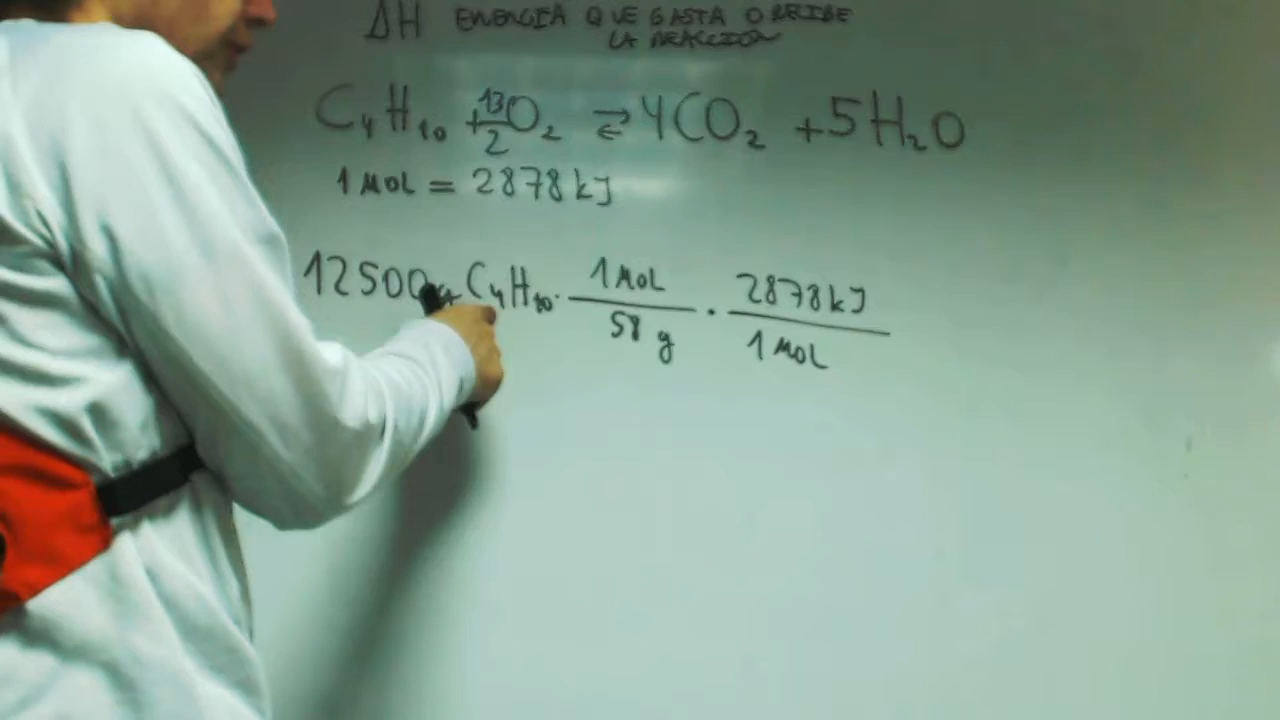 ΔH ENERGIA QUE GASTA O RECIBE
LA REACCION
C₄H₁₀ + 13/2 O₂ ⇄ 4CO₂ + 5H₂O
1 MOL = 2878 kJ
12500g C₄H₁₀ · 1 MOL / 58 g · 2878 kJ / 1 MOL